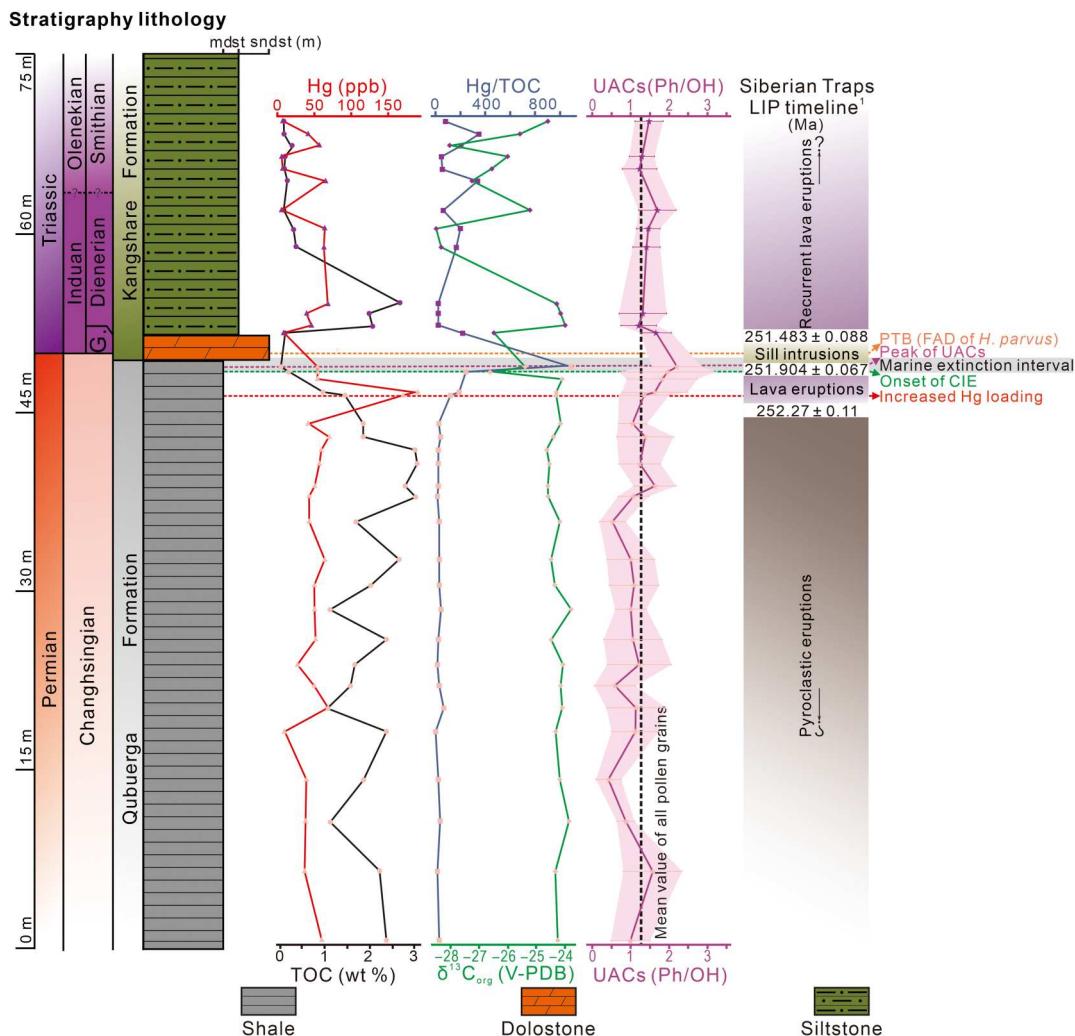 Stratigraphy lithology
mdst sndst (m)
75 m
60 m
45 m
30 m
15 m
0 m
Triassic
Permian
Olenekian
Induan
Smithian
Dienerian
G.
Changhsingian
Kangshare Formation
Qubuerga Formation
?
?
Hg (ppb)
0 50 100 150
Hg/TOC
0 400 800
UACs(Ph/OH)
0 1 2 3
Siberian Traps
LIP timeline1
(Ma)
Recurrent lava eruptions
?
251.483 ± 0.088
Sill intrusions
251.904 ± 0.067
Lava eruptions
252.27 ± 0.11
Pyroclastic eruptions
?
PTB (FAD of H. parvus)
Peak of UACs
Marine extinction interval
Onset of CIE
Increased Hg loading
Mean value of all pollen grains
0 1 2 3
TOC (wt %)
−28 −27 −26 −25 −24
δ13Corg (V-PDB)
0 1 2 3
UACs (Ph/OH)
Shale
Dolostone
Siltstone